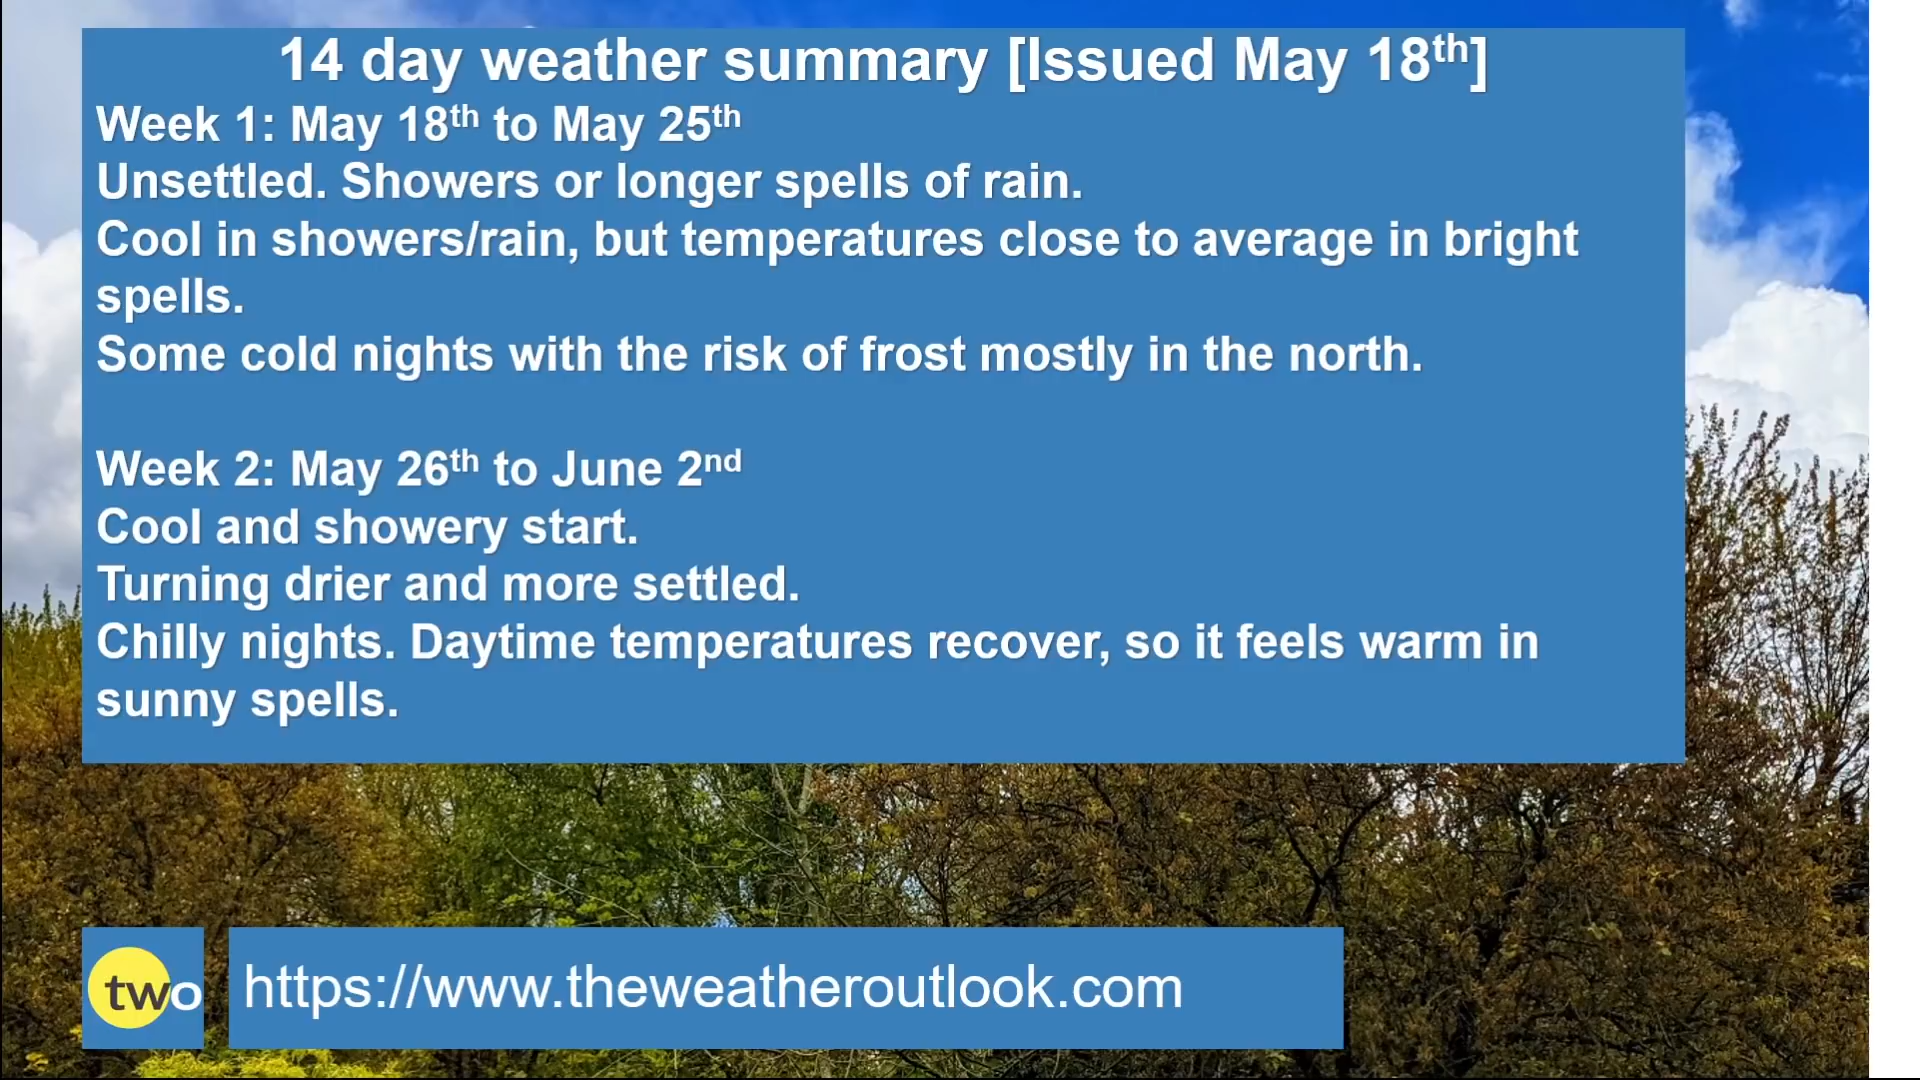 14 day weather summary [Issued May 18th]
Week 1: May 18th to May 25th
Unsettled. Showers or longer spells of rain.
Cool in showers/rain, but temperatures close to average in bright
spells.
Some cold nights with the risk of frost mostly in the north.
Week 2: May 26th to June 2nd
Cool and showery start.
Turning drier and more settled.
Chilly nights. Daytime temperatures recover, so it feels warm in
sunny spells.
two
https://www.theweatheroutlook.com